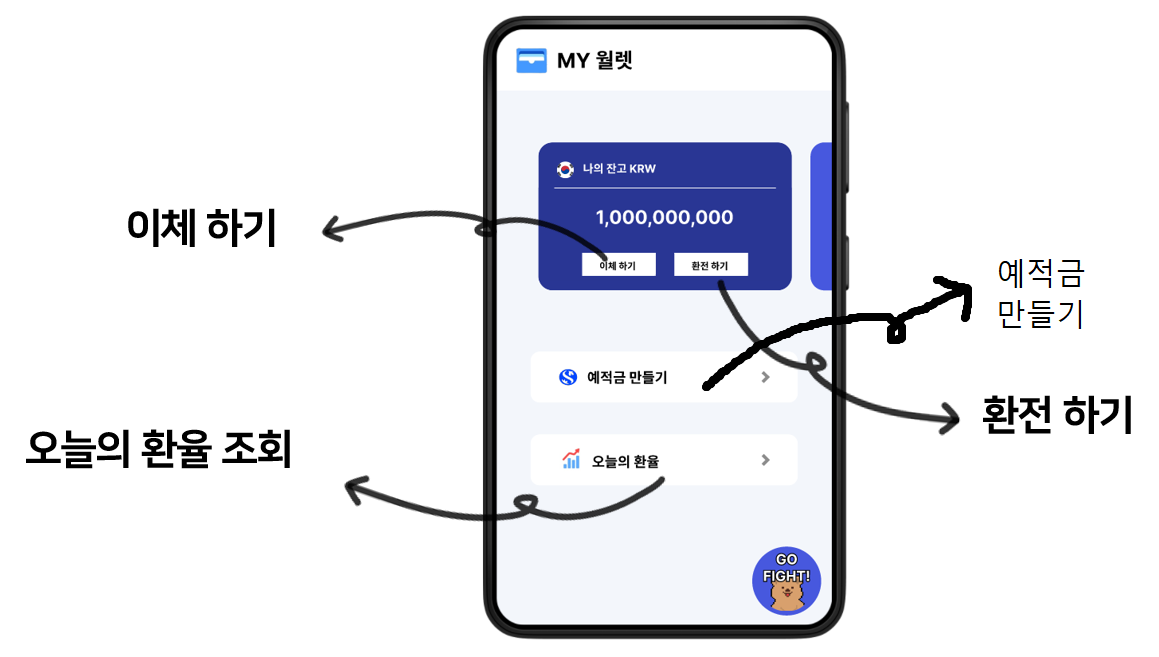 MY 월렛
나의 잔고 KRW
1,000,000,000
이체 하기
환전 하기
이체 하기
예적금
만들기
예적금 만들기
환전 하기
오늘의 환율 조회
오늘의 환율
GO
FIGHT!